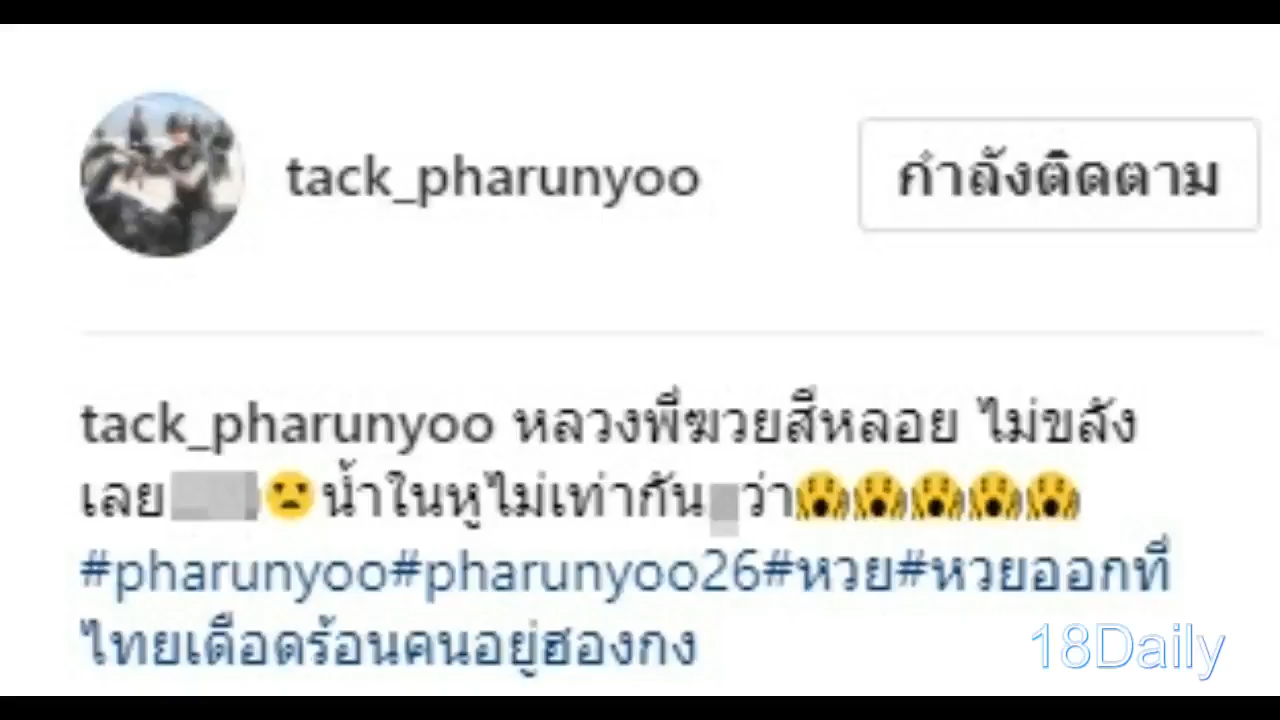 tack_pharunyoo
กำลังติดตาม
tack_pharunyoo หลวงพี่ฆวยสี่หลอย ไม่ขลัง
เลย 😟น้ำในหูไม่เท่ากัน ว่า😱😱😱😱😱
#pharunyoo#pharunyoo26#หวย#หวยออกที่
ไทยเดือดร้อนคนอยู่ฮองกง
18Daily